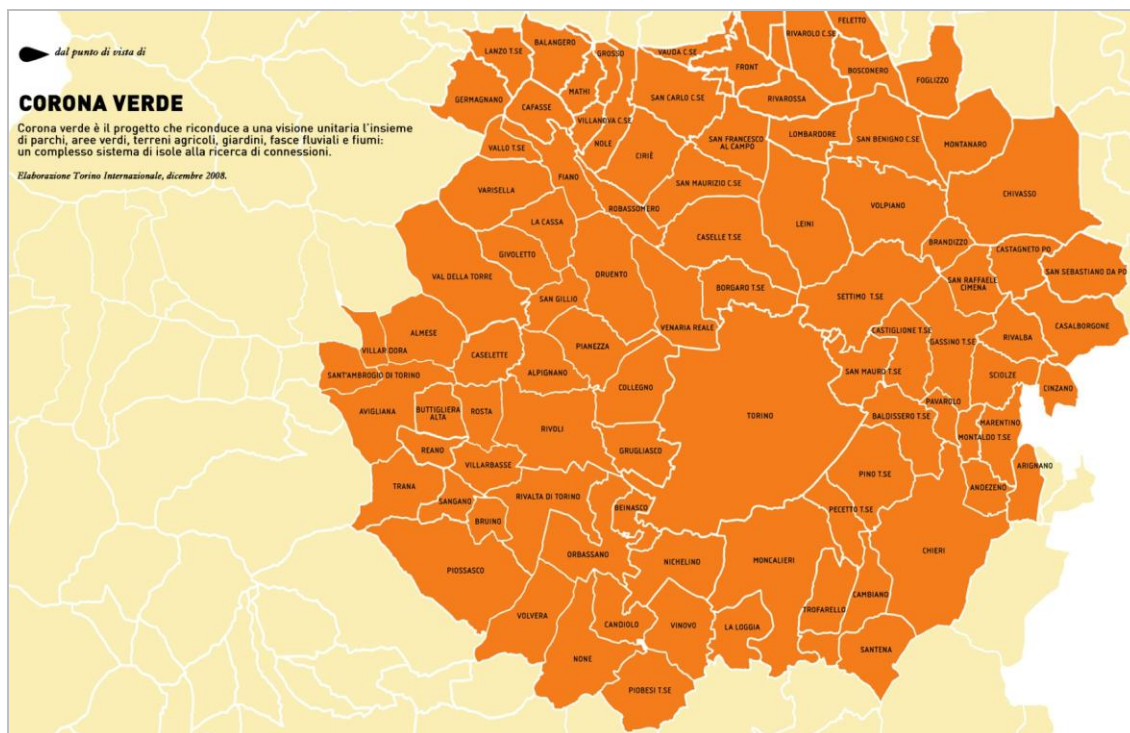 dal punto di vista di
CORONA VERDE
Corona verde è il progetto che riconduce a una visione unitaria l'insieme
di parchi, aree verdi, terreni agricoli, giardini, fasce fluviali e fiumi:
un complesso sistema di isole alla ricerca di connessioni.
Elaborazione Torino Internazionale, dicembre 2008.
FELETTO
RIVAROLO C.SE
LANZO T.SE
BALANGERO
GROSSO
VAUDA C.SE
FRONT
BOSCONERO
FOGLIZZO
GERMAGNANO
CAFASSE
MATHI
SAN CARLO C.SE
RIVAROSSA
VILLANOVA C.SE
VALLO T.SE
NOLE
CIRIÈ
SAN FRANCESCO
AL CAMPO
LOMBARDORE
SAN BENIGNO C.SE
MONTANARO
VARISELLA
FIANO
SAN MAURIZIO C.SE
CHIVASSO
ROBASSOMERO
VOLPIANO
LA CASSA
LEINI
CASELLE T.SE
BRANDIZZO
CASTAGNETO PO
GIVOLETTO
VAL DELLA TORRE
DRUENTO
SAN SEBASTIANO DA PO
SAN RAFFAELE
CIMENA
BORGARO T.SE
SETTIMO T.SE
SAN GILLIO
CASALBORGONE
ALMESE
VENARIA REALE
CASTIGLIONE T.SE
GASSINO T.SE
RIVALBA
VILLAR DORA
CASELETTE
PIANEZZA
SANT'AMBROGIO DI TORINO
ALPIGNANO
SAN MAURO T.SE
SCIOLZE
COLLEGNO
CINZANO
AVIGLIANA
BUTTIGLIERA
ALTA
ROSTA
PAVAROLO
TORINO
BALDISSERO T.SE
MARENTINO
RIVOLI
MONTALDO T.SE
REANO
GRUGLIASCO
VILLARBASSE
ARIGNANO
PINO T.SE
TRANA
SANGANO
RIVALTA DI TORINO
ANDEZENO
BEINASCO
PECETTO T.SE
BRUINO
ORBASSANO
CHIERI
PIOSSASCO
NICHELINO
MONCALIERI
CAMBIANO
VOLVERA
TROFARELLO
CANDIOLO
VINOVO
LA LOGGIA
SANTENA
NONE
PIOBESI T.SE